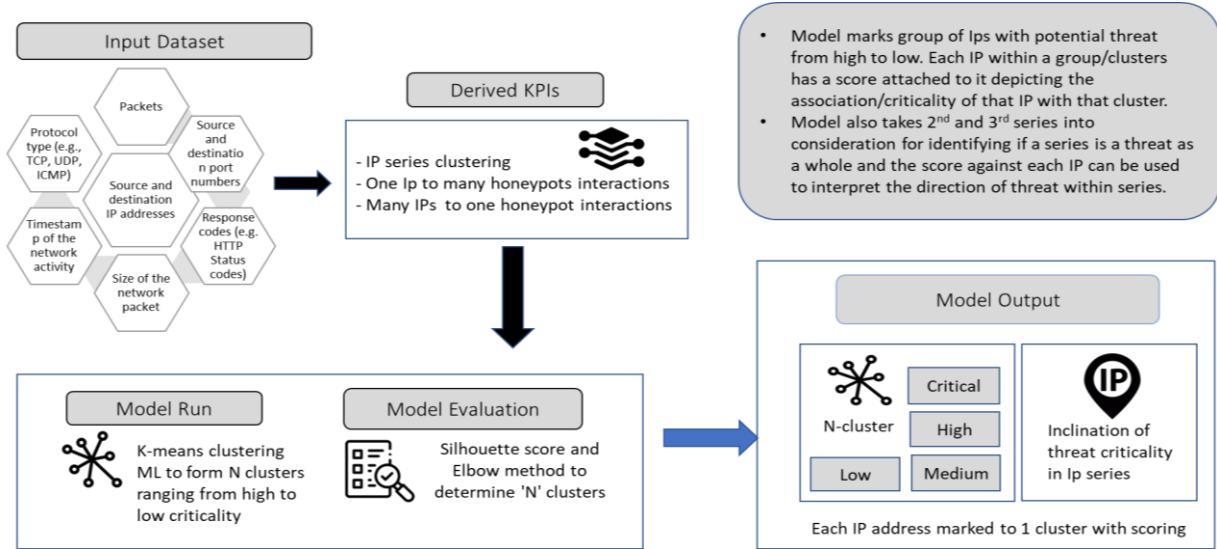 Input Dataset
Packets
Protocol
type (e.g.,
TCP, UDP,
ICMP)
Source
and
destinatio
n port
numbers
Source and
destination
IP addresses
Timestam
p of the
network
activity
Response
codes (e.g.
HTTP
Status
codes)
Size of the
network
packet
Derived KPIs
- IP series clustering
- One Ip to many honeypots interactions
- Many IPs to one honeypot interactions
• Model marks group of Ips with potential threat
from high to low. Each IP within a group/clusters
has a score attached to it depicting the
association/criticality of that IP with that cluster.
• Model also takes 2nd and 3rd series into
consideration for identifying if a series is a threat as
a whole and the score against each IP can be used
to interpret the direction of threat within series.
Model Run
K-means clustering
ML to form N clusters
ranging from high to
low criticality
Model Evaluation
Silhouette score and
Elbow method to
determine 'N' clusters
Model Output
N-cluster
Critical
High
Low
Medium
IP
Inclination of
threat criticality
in Ip series
Each IP address marked to 1 cluster with scoring